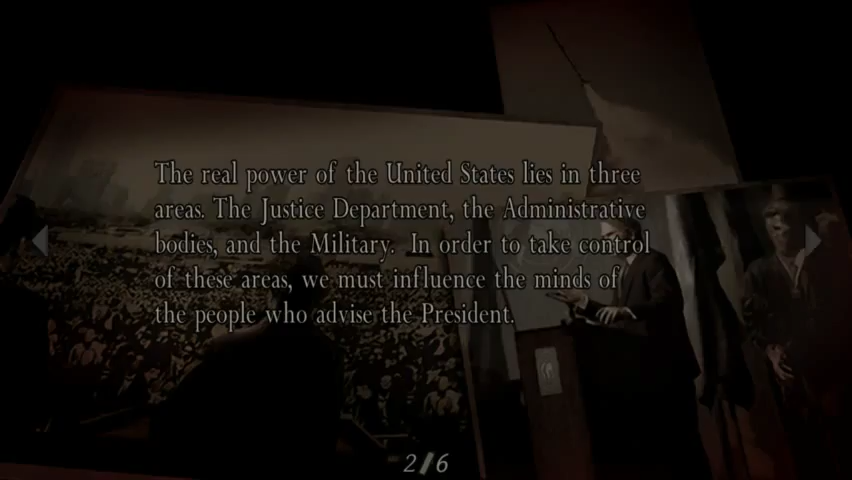 The real power of the United States lies in three
areas. The Justice Department, the Administrative
bodies, and the Military. In order to take control
of these areas, we must influence the minds of
the people who advise the President.
2/6